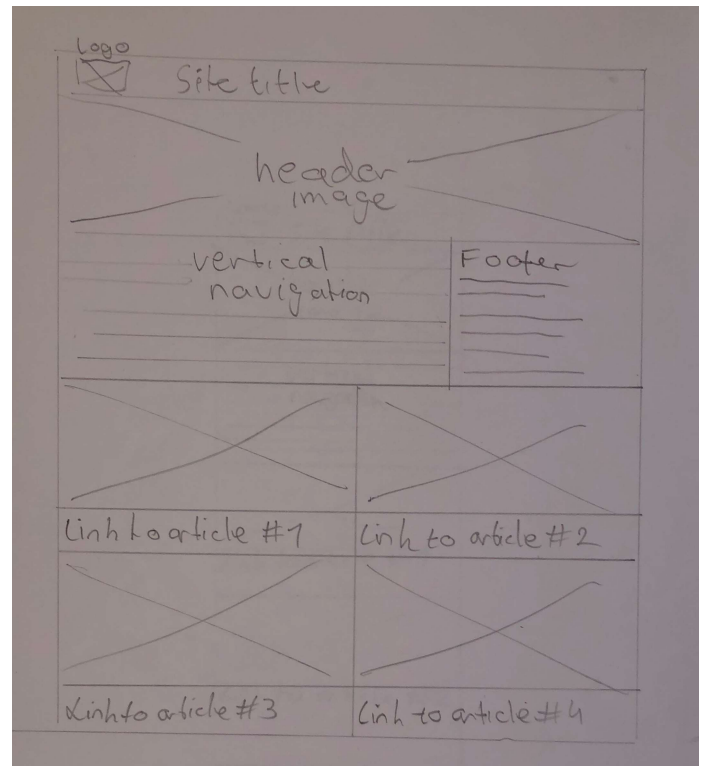 Logo
Site title
header
image
vertical
navigation
Footer
Link to article #1
Link to article #2
Link to article #3
Link to article #4